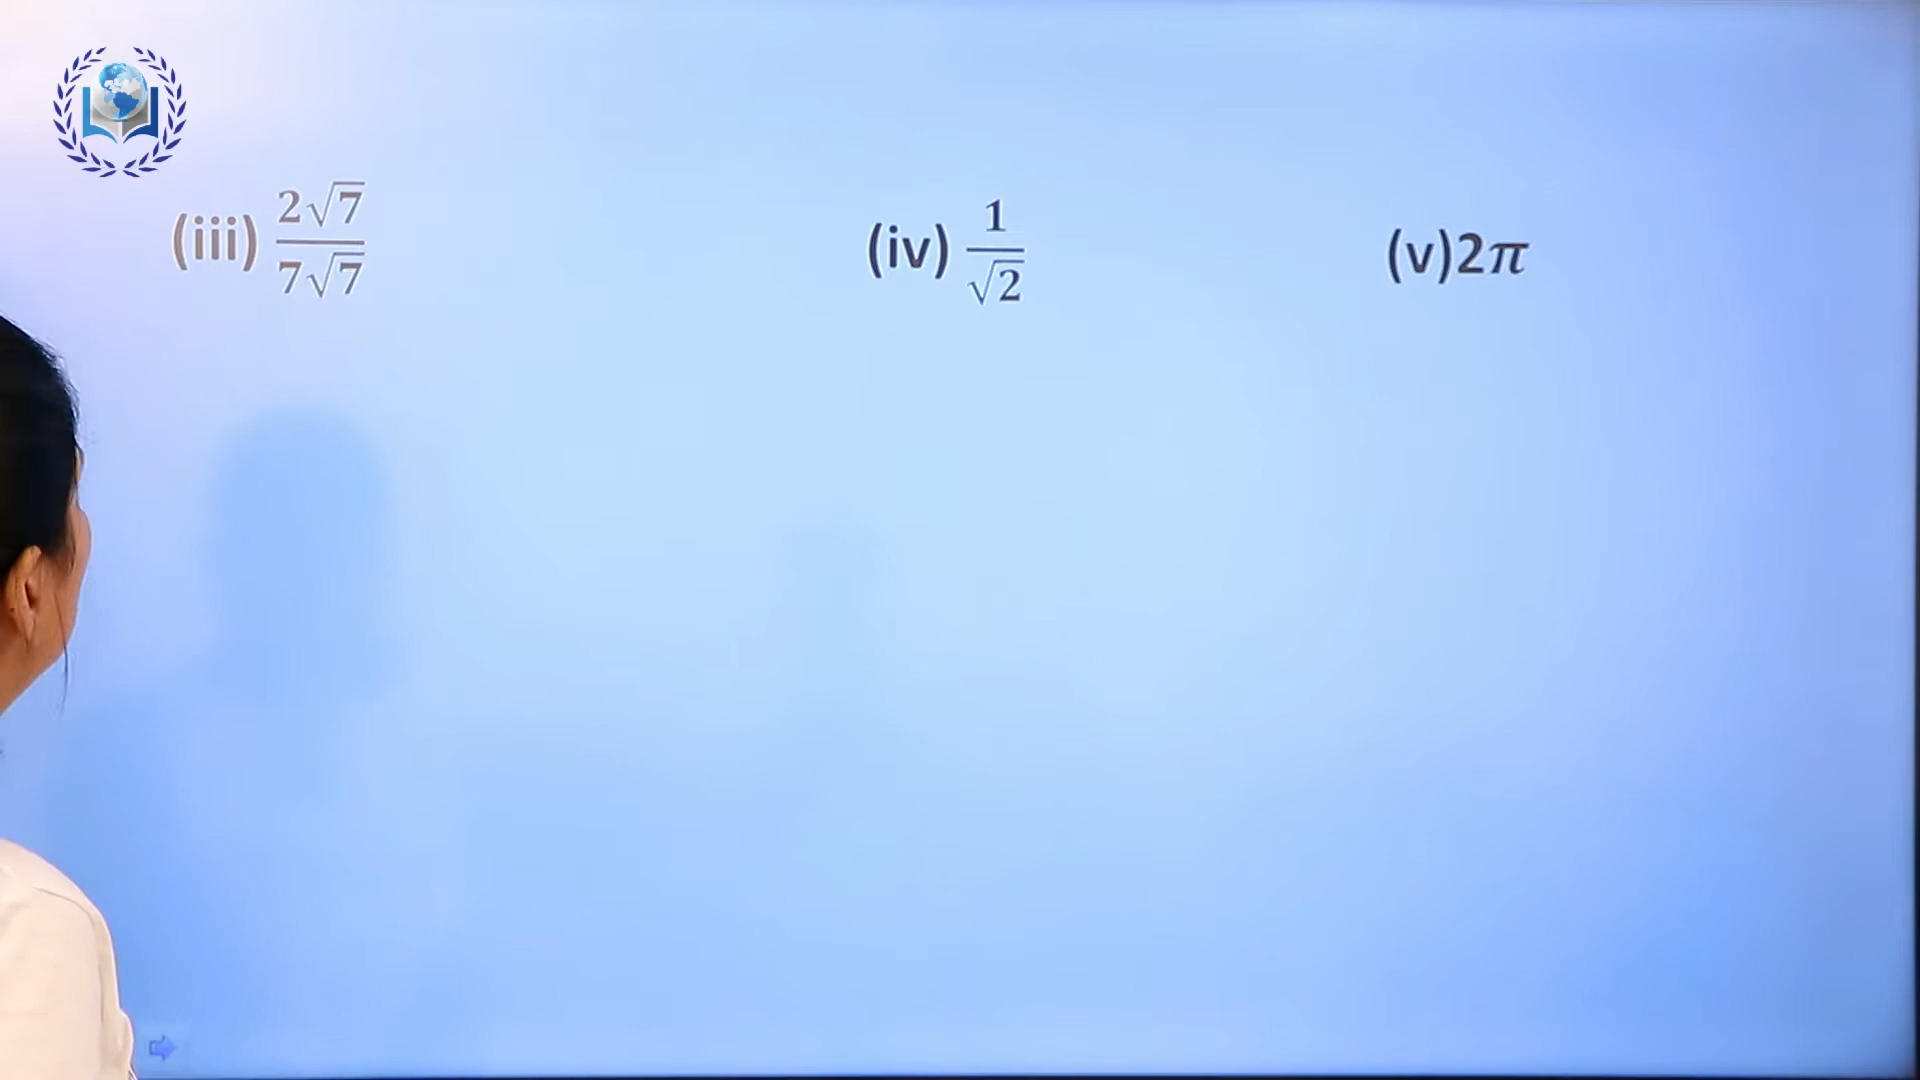 (iii) 2√7/7√7
(iv) 1/√2
(v)2π